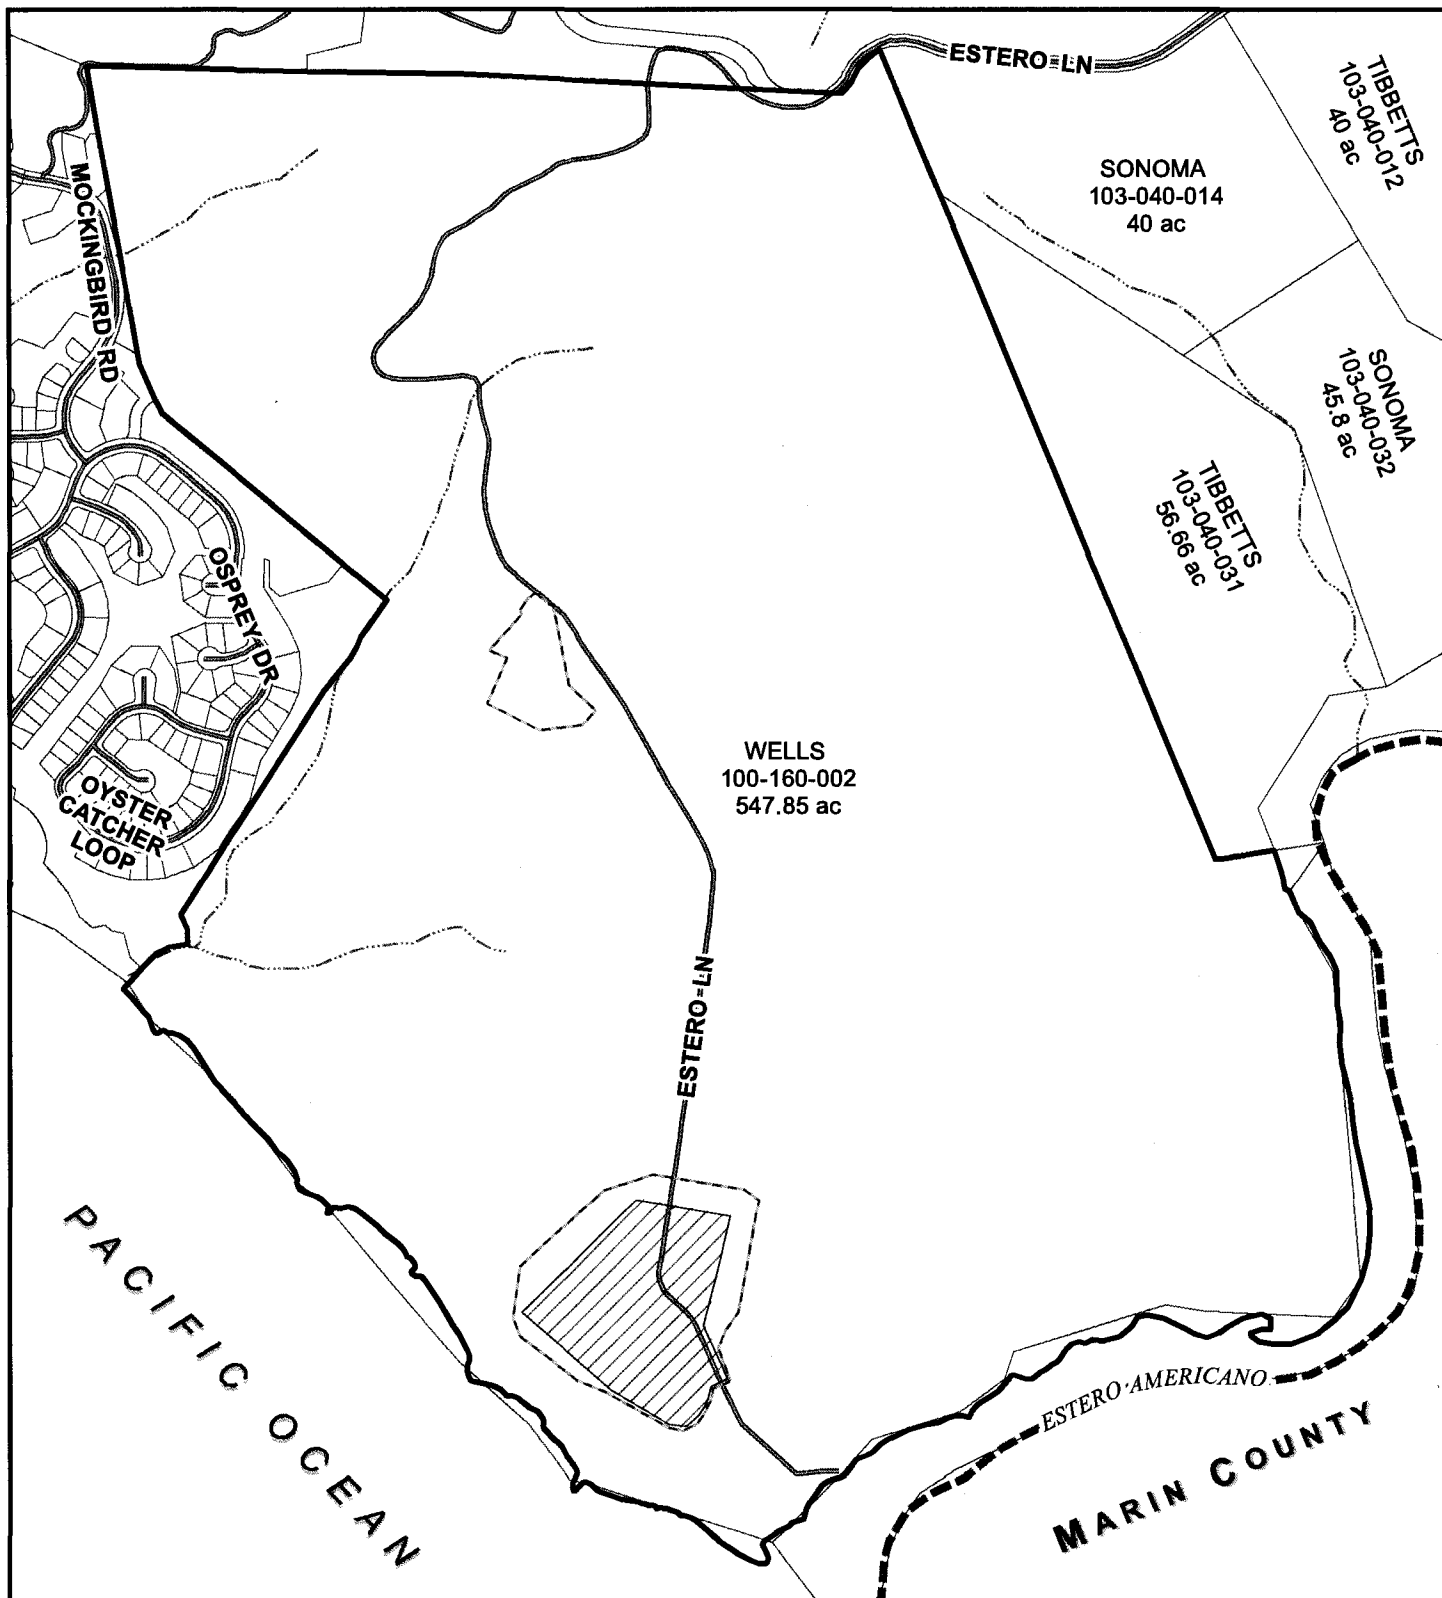 ESTERO LN
TIBBETTS
103-040-012
40 ac
SONOMA
103-040-014
40 ac
MOCKINGBIRD RD
SONOMA
103-040-032
45.8 ac
TIBBETTS
103-040-031
56.66 ac
OSPREY DR
WELLS
100-160-002
547.85 ac
OYSTER
CATCHER
LOOP
ESTERO LN
PACIFIC OCEAN
ESTERO AMERICANO
MARIN COUNTY